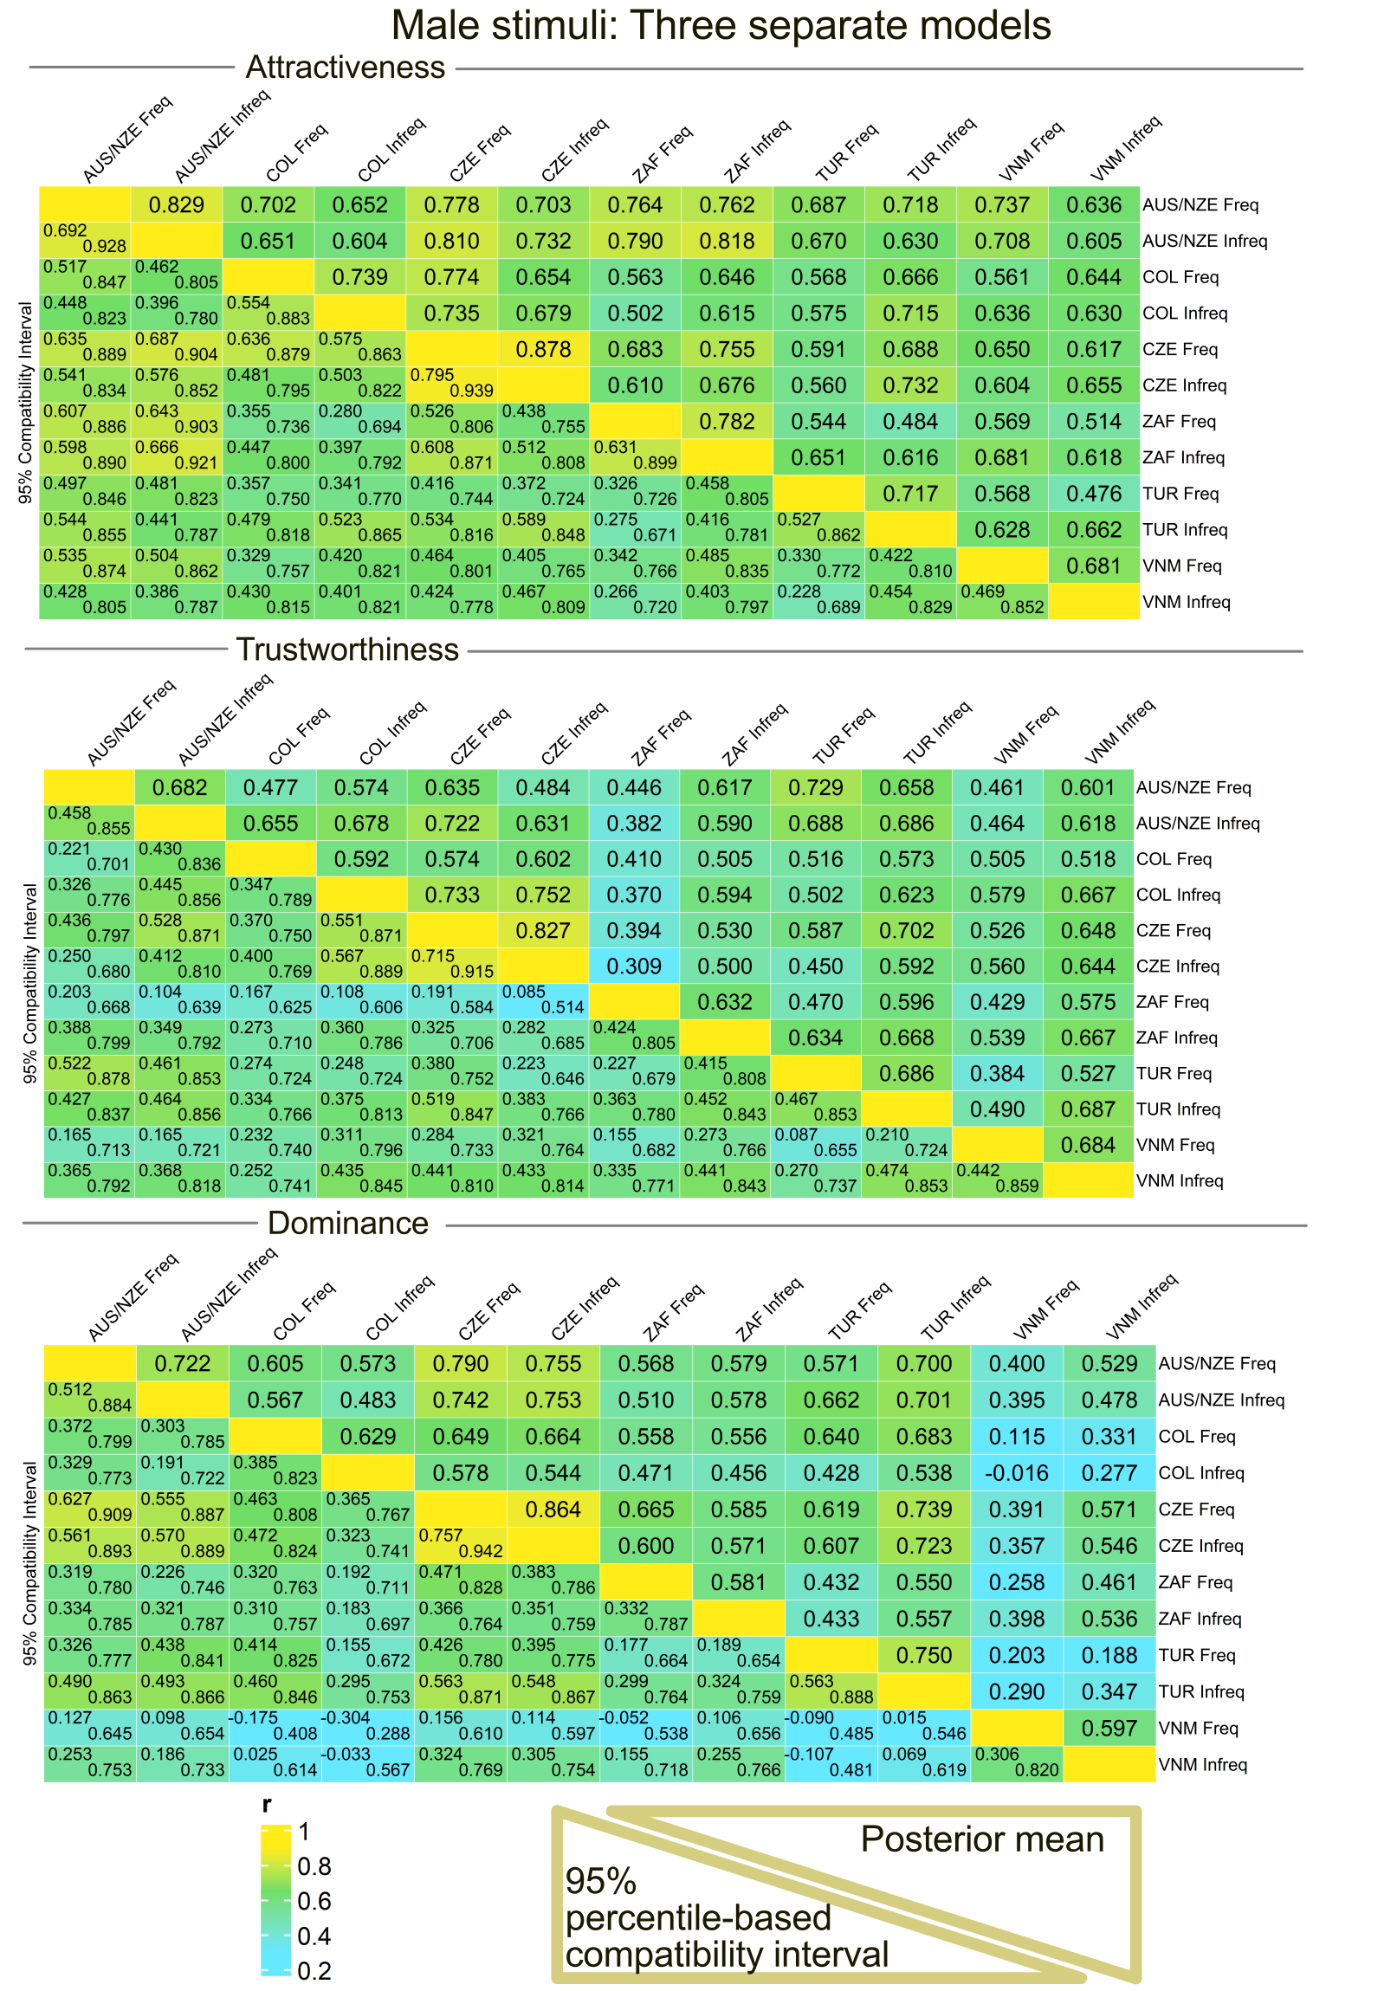 Male stimuli: Three separate models
Attractiveness
AUS/NZE Freq AUS/NZE Infreq COL Freq COL Infreq CZE Freq CZE Infreq ZAF Freq ZAF Infreq TUR Freq TUR Infreq VNM Freq VNM Infreq
0.829 0.702 0.652 0.778 0.703 0.764 0.762 0.687 0.718 0.737 0.636 AUS/NZE Freq
0.692 0.928 0.651 0.604 0.810 0.732 0.790 0.818 0.670 0.630 0.708 0.605 AUS/NZE Infreq
0.517 0.847 0.462 0.805 0.739 0.774 0.654 0.563 0.646 0.568 0.666 0.561 0.644 COL Freq
0.448 0.823 0.396 0.780 0.554 0.883 0.735 0.679 0.502 0.615 0.575 0.715 0.636 0.630 COL Infreq
0.635 0.889 0.687 0.904 0.636 0.879 0.575 0.863 0.878 0.683 0.755 0.591 0.688 0.650 0.617 CZE Freq
0.541 0.834 0.576 0.852 0.481 0.795 0.503 0.822 0.795 0.939 0.610 0.676 0.560 0.732 0.604 0.655 CZE Infreq
0.607 0.886 0.643 0.903 0.355 0.736 0.280 0.694 0.526 0.806 0.438 0.755 0.782 0.544 0.484 0.569 0.514 ZAF Freq
0.598 0.890 0.666 0.921 0.447 0.800 0.397 0.792 0.608 0.871 0.512 0.808 0.631 0.899 0.651 0.616 0.681 0.618 ZAF Infreq
0.497 0.846 0.481 0.823 0.357 0.750 0.341 0.770 0.416 0.744 0.372 0.724 0.326 0.726 0.458 0.805 0.717 0.568 0.476 TUR Freq
0.544 0.855 0.441 0.787 0.479 0.818 0.523 0.865 0.534 0.816 0.589 0.848 0.275 0.671 0.416 0.781 0.527 0.862 0.628 0.662 TUR Infreq
0.535 0.874 0.504 0.862 0.329 0.757 0.420 0.821 0.464 0.801 0.405 0.765 0.342 0.766 0.485 0.835 0.330 0.772 0.422 0.810 0.681 VNM Freq
0.428 0.805 0.386 0.787 0.430 0.815 0.401 0.821 0.424 0.778 0.467 0.809 0.266 0.720 0.403 0.797 0.228 0.689 0.454 0.829 0.469 0.852 VNM Infreq
95% Compatibility Interval
Trustworthiness
AUS/NZE Freq AUS/NZE Infreq COL Freq COL Infreq CZE Freq CZE Infreq ZAF Freq ZAF Infreq TUR Freq TUR Infreq VNM Freq VNM Infreq
0.682 0.477 0.574 0.635 0.484 0.446 0.617 0.729 0.658 0.461 0.601 AUS/NZE Freq
0.458 0.855 0.655 0.678 0.722 0.631 0.382 0.590 0.688 0.686 0.464 0.618 AUS/NZE Infreq
0.221 0.701 0.430 0.836 0.592 0.574 0.602 0.410 0.505 0.516 0.573 0.505 0.518 COL Freq
0.326 0.776 0.445 0.856 0.347 0.789 0.733 0.752 0.370 0.594 0.502 0.623 0.579 0.667 COL Infreq
0.436 0.797 0.528 0.871 0.370 0.750 0.551 0.871 0.827 0.394 0.530 0.587 0.702 0.526 0.648 CZE Freq
0.250 0.680 0.412 0.810 0.400 0.769 0.567 0.889 0.715 0.915 0.309 0.500 0.450 0.592 0.560 0.644 CZE Infreq
0.203 0.668 0.104 0.639 0.167 0.625 0.108 0.606 0.191 0.584 0.085 0.514 0.632 0.470 0.596 0.429 0.575 ZAF Freq
0.388 0.799 0.349 0.792 0.273 0.710 0.360 0.786 0.325 0.706 0.282 0.685 0.424 0.805 0.634 0.668 0.539 0.667 ZAF Infreq
0.522 0.878 0.461 0.853 0.274 0.724 0.248 0.724 0.380 0.752 0.223 0.646 0.227 0.679 0.415 0.808 0.686 0.384 0.527 TUR Freq
0.427 0.837 0.464 0.856 0.334 0.766 0.375 0.813 0.519 0.847 0.383 0.766 0.363 0.780 0.452 0.843 0.467 0.853 0.490 0.687 TUR Infreq
0.165 0.713 0.165 0.721 0.232 0.740 0.311 0.796 0.284 0.733 0.321 0.764 0.155 0.682 0.273 0.766 0.087 0.655 0.210 0.724 0.684 VNM Freq
0.365 0.792 0.368 0.818 0.252 0.741 0.435 0.845 0.441 0.810 0.433 0.814 0.335 0.771 0.441 0.843 0.270 0.737 0.474 0.853 0.442 0.859 VNM Infreq
95% Compatibility Interval
Dominance
AUS/NZE Freq AUS/NZE Infreq COL Freq COL Infreq CZE Freq CZE Infreq ZAF Freq ZAF Infreq TUR Freq TUR Infreq VNM Freq VNM Infreq
0.722 0.605 0.573 0.790 0.755 0.568 0.579 0.571 0.700 0.400 0.529 AUS/NZE Freq
0.512 0.884 0.567 0.483 0.742 0.753 0.510 0.578 0.662 0.701 0.395 0.478 AUS/NZE Infreq
0.372 0.799 0.303 0.785 0.629 0.649 0.664 0.558 0.556 0.640 0.683 0.115 0.331 COL Freq
0.329 0.773 0.191 0.722 0.385 0.823 0.578 0.544 0.471 0.456 0.428 0.538 -0.016 0.277 COL Infreq
0.627 0.909 0.555 0.887 0.463 0.808 0.365 0.767 0.864 0.665 0.585 0.619 0.739 0.391 0.571 CZE Freq
0.561 0.893 0.570 0.889 0.472 0.824 0.323 0.741 0.757 0.942 0.600 0.571 0.607 0.723 0.357 0.546 CZE Infreq
0.319 0.780 0.226 0.746 0.320 0.763 0.192 0.711 0.471 0.828 0.383 0.786 0.581 0.432 0.550 0.258 0.461 ZAF Freq
0.334 0.785 0.321 0.787 0.310 0.757 0.183 0.697 0.366 0.764 0.351 0.759 0.332 0.787 0.433 0.557 0.398 0.536 ZAF Infreq
0.326 0.777 0.438 0.841 0.414 0.825 0.155 0.672 0.426 0.780 0.395 0.775 0.177 0.664 0.189 0.654 0.750 0.203 0.188 TUR Freq
0.490 0.863 0.493 0.866 0.460 0.846 0.295 0.753 0.563 0.871 0.548 0.867 0.299 0.764 0.324 0.759 0.563 0.888 0.290 0.347 TUR Infreq
0.127 0.645 0.098 0.654 -0.175 0.408 -0.304 0.288 0.156 0.610 0.114 0.597 -0.052 0.538 0.106 0.656 -0.090 0.485 0.015 0.546 0.597 VNM Freq
0.253 0.753 0.186 0.733 0.025 0.614 -0.033 0.567 0.324 0.769 0.305 0.754 0.155 0.718 0.255 0.766 -0.107 0.481 0.069 0.619 0.306 0.820 VNM Infreq
95% Compatibility Interval
r
1
0.8
0.6
0.4
0.2
Posterior mean
95%
percentile-based
compatibility interval